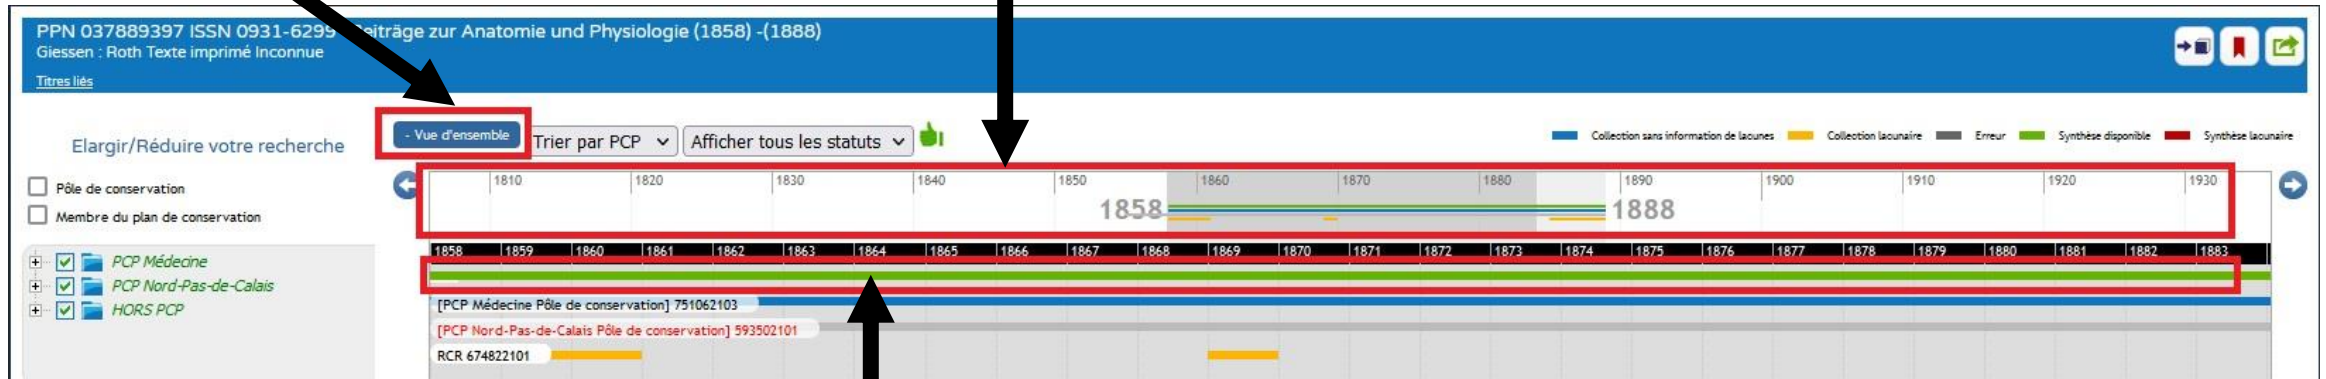 PPN 037889397 ISSN 0931-6299 eiträge zur Anatomie und Physiologie (1858) -(1888)
Giessen : Roth Texte imprimé Inconnue
Titres liés
Elargir/Réduire votre recherche
- Vue d'ensemble
Trier par PCP
Afficher tous les statuts
Collection sans information de lacunes
Collection lacunaire
Erreur
Synthèse disponible
Synthèse lacunaire
Pôle de conservation
Membre du plan de conservation
1810 1820 1830 1840 1850 1860 1870 1880 1890 1900 1910 1920 1930
1858 1888
1858 1859 1860 1861 1862 1863 1864 1865 1866 1867 1868 1869 1870 1871 1872 1873 1874 1875 1876 1877 1878 1879 1880 1881 1882 1883
PCP Médecine
PCP Nord-Pas-de-Calais
HORS PCP
[PCP Médecine Pôle de conservation] 751062103
[PCP Nord-Pas-de-Calais Pôle de conservation] 593502101
RCR 674822101